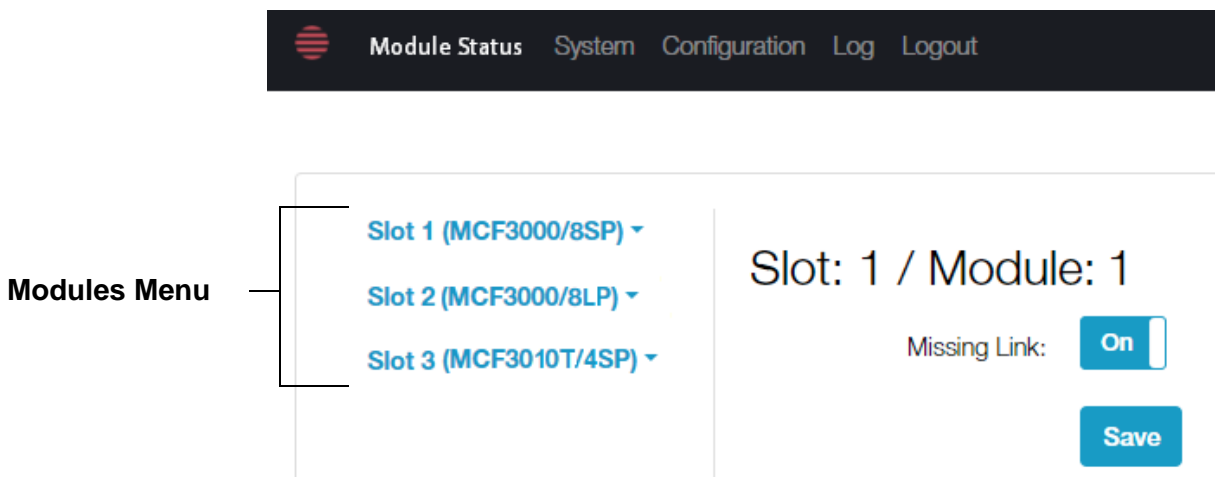 Module Status System Configuration Log Logout
Modules Menu
Slot 1 (MCF3000/8SP)
Slot 2 (MCF3000/8LP)
Slot 3 (MCF3010T/4SP)
Slot: 1 / Module: 1
Missing Link: On
Save